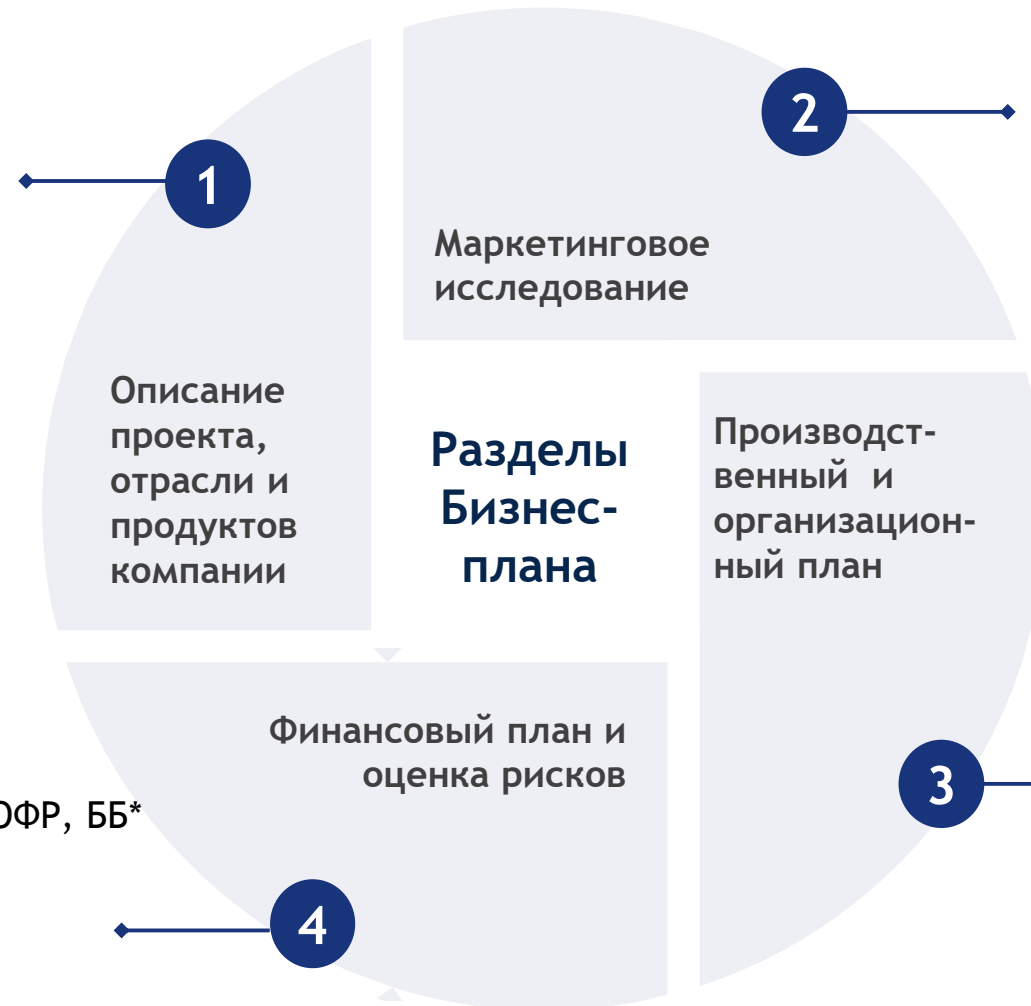 1
Описание
проекта,
отрасли и
продуктов
компании
2
Маркетинговое
исследование
Разделы
Бизнес-
плана
Производст-
венный и
организацион-
ный план
3
Финансовый план и
оценка рисков
ОФР, ББ*
4